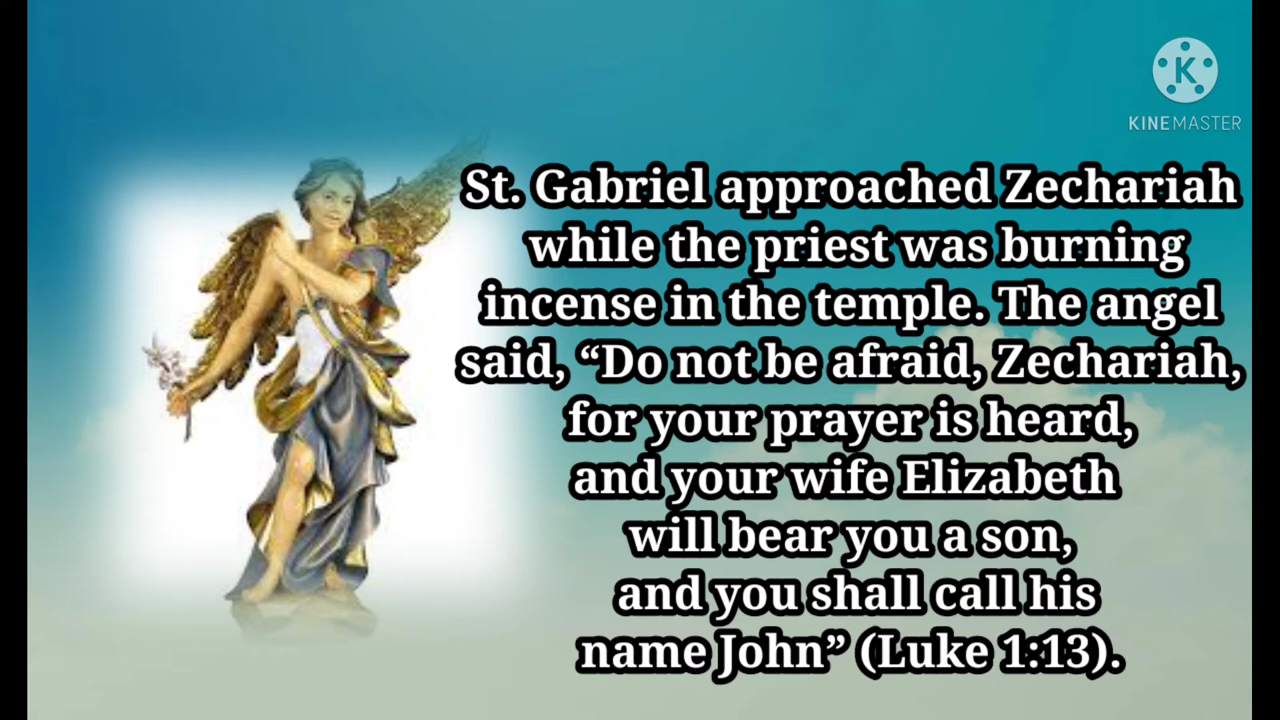 KINEMASTER
St. Gabriel approached Zechariah
while the priest was burning
incense in the temple. The angel
said, “Do not be afraid, Zechariah,
for your prayer is heard,
and your wife Elizabeth
will bear you a son,
and you shall call his
name John” (Luke 1:13).